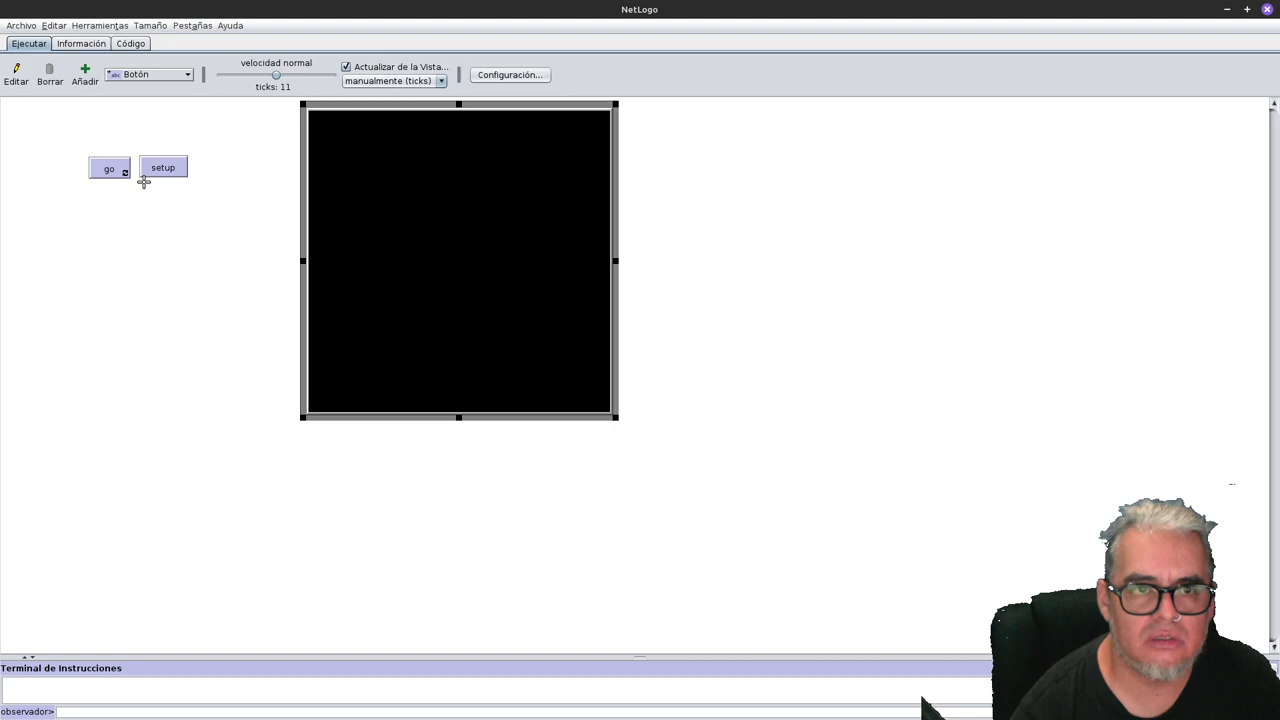 NetLogo
Archivo Editar Herramientas Tamaño Pestañas Ayuda
Ejecutar Información Código
Editar Borrar Añadir abc Botón
velocidad normal
ticks: 11
Actualizar de la Vista...
manualmente (ticks)
Configuración...
go setup
Terminal de Instrucciones
observador>